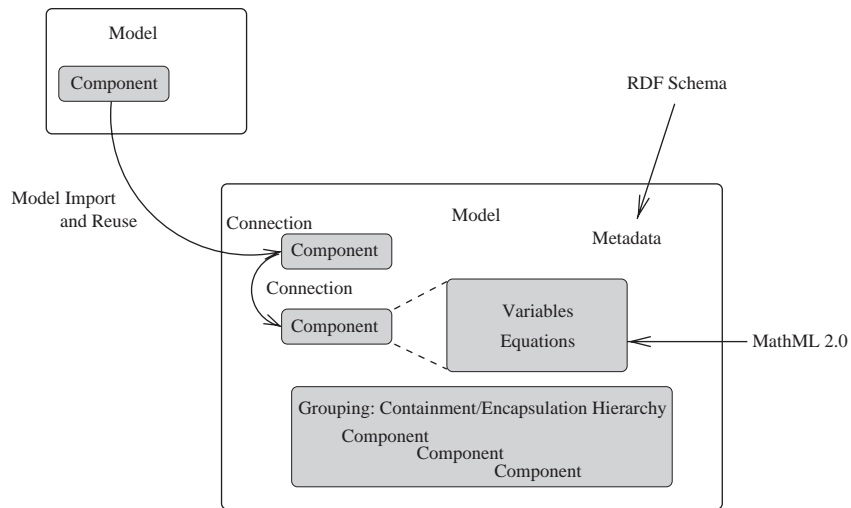 Model
Component
RDF Schema
Model Import
and Reuse
Connection
Model
Metadata
Component
Connection
Component
Variables
Equations
MathML 2.0
Grouping: Containment/Encapsulation Hierarchy
Component
Component
Component